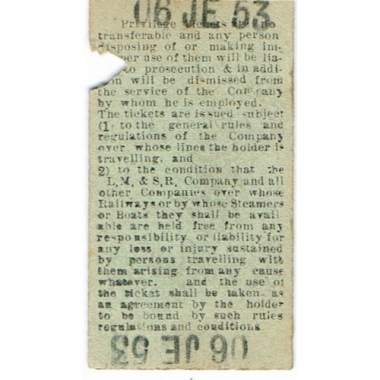 06 JE 53
Privilege Tickets
transferable and any person
disposing of or making im-
per use of them will be lia-
to prosecution & in addi-
on will be dismissed from
the service of the Company
by whom he is employed.
The tickets are issued subject
(1 to the general rules and
regulations of the Company
over whose lines the holder is
travelling, and
2) to the condition that the
L.M. & S.R. Company and all
other Companies over whose
Railways or by whose Steamers
or Boats they shall be avail
able are held free from any
responsibility or liability for
any loss or injury sustained
by persons travelling with
them arising from any cause
whatever. and the use of
the ticket shall be taken as
an agreement by the holder
to be bound by such rules
regulations and conditions
06 JE 53